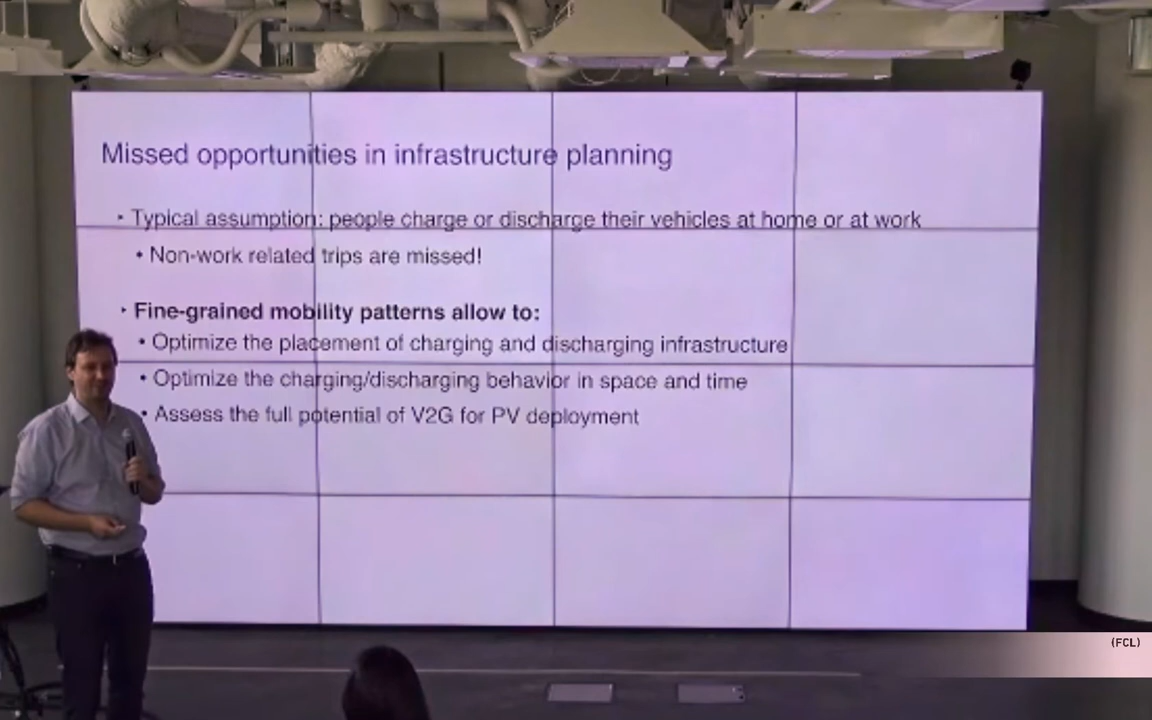 Missed opportunities in infrastructure planning
• Typical assumption: people charge or discharge their vehicles at home or at work
• Non-work related trips are missed!
• Fine-grained mobility patterns allow to:
• Optimize the placement of charging and discharging infrastructure
• Optimize the charging/discharging behavior in space and time
• Assess the full potential of V2G for PV deployment
(FCL)